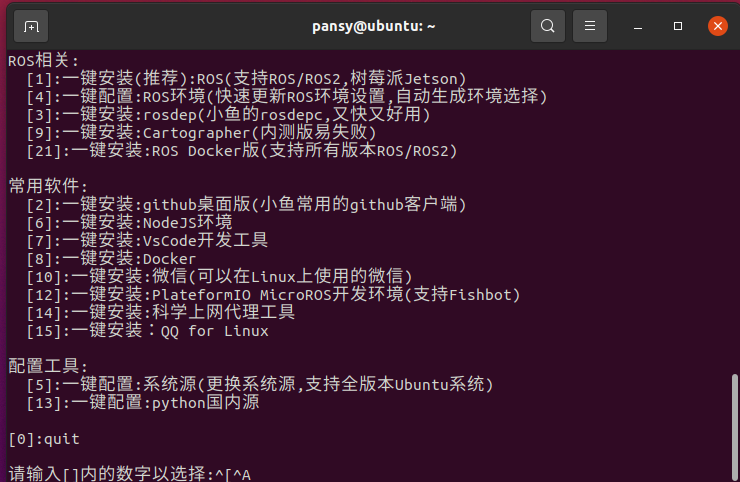 pansy@ubuntu: ~
ROS相关:
[1]:一键安装(推荐):ROS(支持ROS/ROS2,树莓派Jetson)
[4]:一键配置:ROS环境(快速更新ROS环境设置,自动生成环境选择)
[3]:一键安装:rosdep(小鱼的rosdepc,又快又好用)
[9]:一键安装:Cartographer(内测版易失败)
[21]:一键安装:ROS Docker版(支持所有版本ROS/ROS2)
常用软件:
[2]:一键安装:github桌面版(小鱼常用的github客户端)
[6]:一键安装:NodeJS环境
[7]:一键安装:VsCode开发工具
[8]:一键安装:Docker
[10]:一键安装:微信(可以在Linux上使用的微信)
[12]:一键安装:PlateformIO MicroROS开发环境(支持Fishbot)
[14]:一键安装:科学上网代理工具
[15]:一键安装：QQ for Linux
配置工具:
[5]:一键配置:系统源(更换系统源,支持全版本Ubuntu系统)
[13]:一键配置:python国内源
[0]:quit
请输入[]内的数字以选择:^[^A